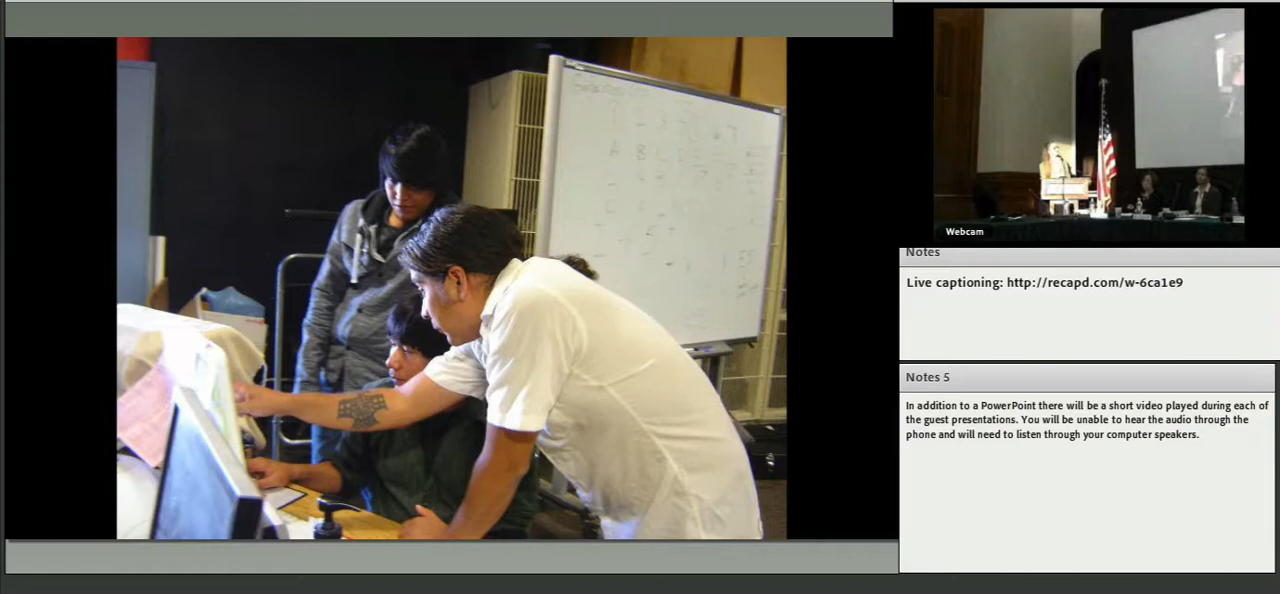 Webcam
Notes
Live captioning: http://recapd.com/w-6ca1e9
Notes 5
In addition to a PowerPoint there will be a short video played during each of
the guest presentations. You will be unable to hear the audio through the
phone and will need to listen through your computer speakers.